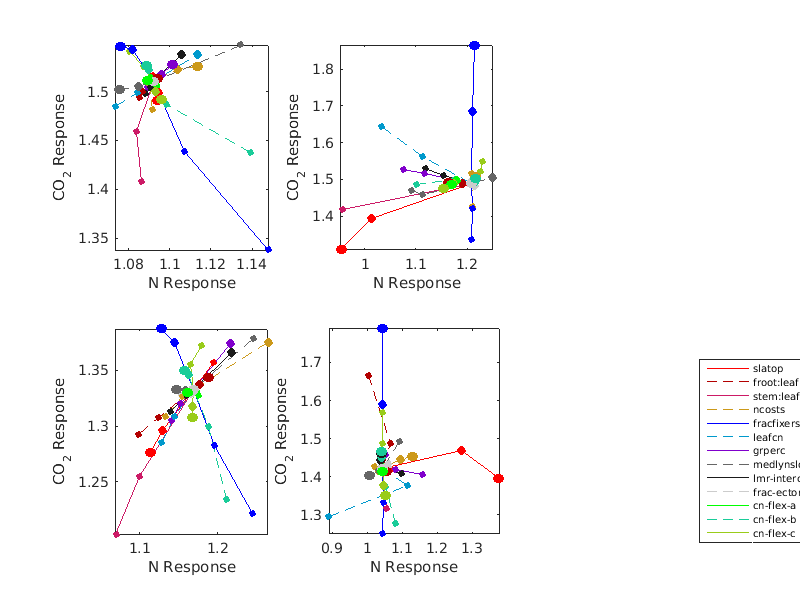 1.5
1.45
1.4
1.35
CO2 Response
1.08 1.1 1.12 1.14
N Response
1.8
1.7
1.6
1.5
1.4
CO2 Response
1 1.1 1.2
N Response
1.35
1.3
1.25
CO2 Response
1.1 1.2
N Response
1.7
1.6
1.5
1.4
1.3
CO2 Response
0.9 1 1.1 1.2 1.3
N Response
slatop
froot:leaf
stem:leaf
ncosts
fracfixers
leafcn
grperc
medlynslo
lmr-interc
frac-ector
cn-flex-a
cn-flex-b
cn-flex-c